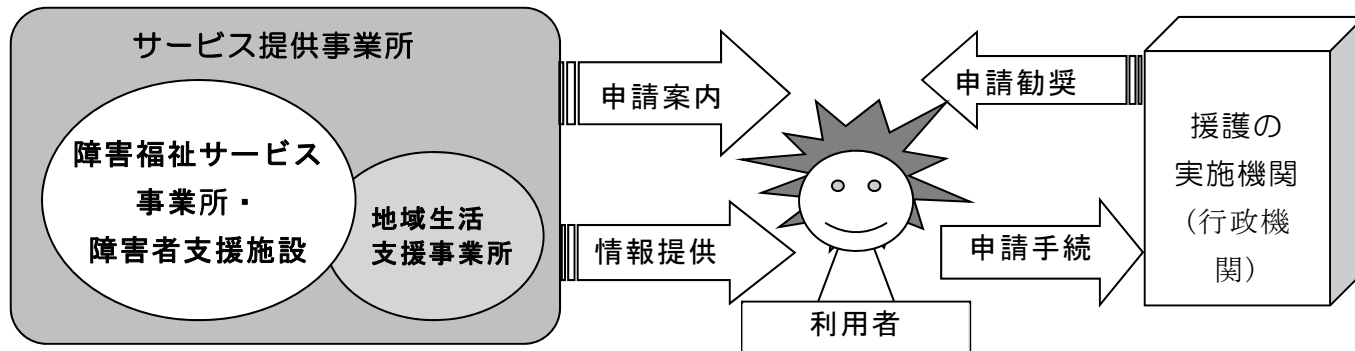 サービス提供事業所
障害福祉サービス
事業所・
障害者支援施設
地域生活
支援事業所
申請案内
情報提供
利用者
申請勧奨
申請手続
援護の
実施機関
（行政機
関）